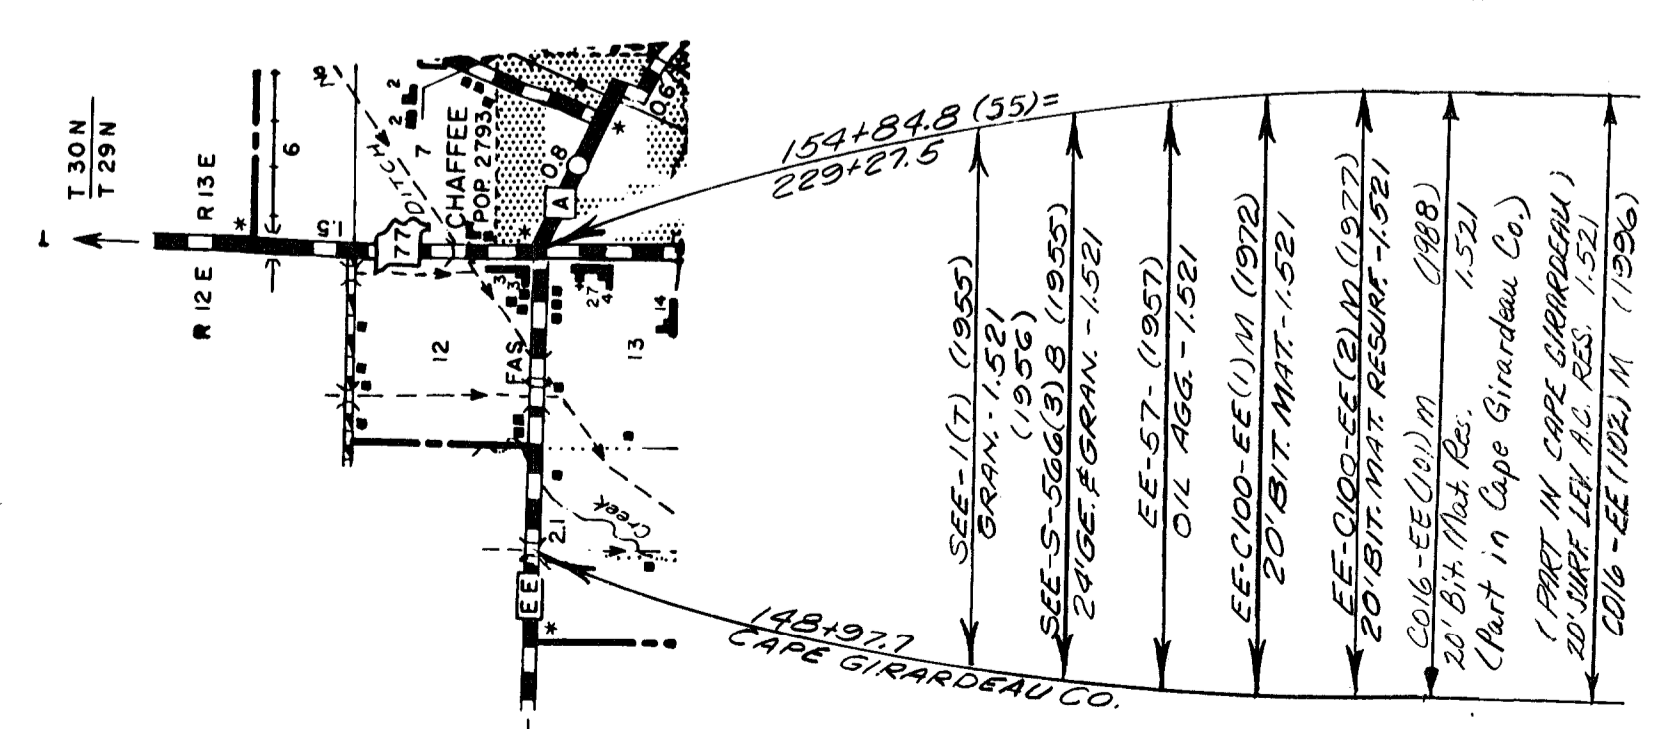 T 30 N
T 29 N
R 13 E
R 12 E
6
1.5
77
DITCH
2
2
7
CHAFFEE
POP 2793
0.8
0.6
A
3
3
27
4
14
12
13
FAS
Creek
2.1
EE
154+84.8 (55)=
229+27.5
148+97.7
CAPE GIRARDEAU CO.
SEE-1(7) (1955)
GRAN. - 1.521
(1956)
SEE-S-566(3)B (1955)
24' GE. & GRAN. - 1.521
EE-57- (1957)
OIL AGG. - 1.521
EE-C100-EE(1)M (1972)
20' BIT. MAT. - 1.521
EE-C100-EE(2)M (1977)
20' BIT. MAT. RESURF. - 1.521
CO16-EE(101)M (1988)
20' Bit. Mat. Res. 1.521
(Part in Cape Girardeau Co.)
(PART IN CAPE GIRARDEAU)
20' SURF. LEV. A.C. RES. 1.521
CO16-EE(102)M (1996)